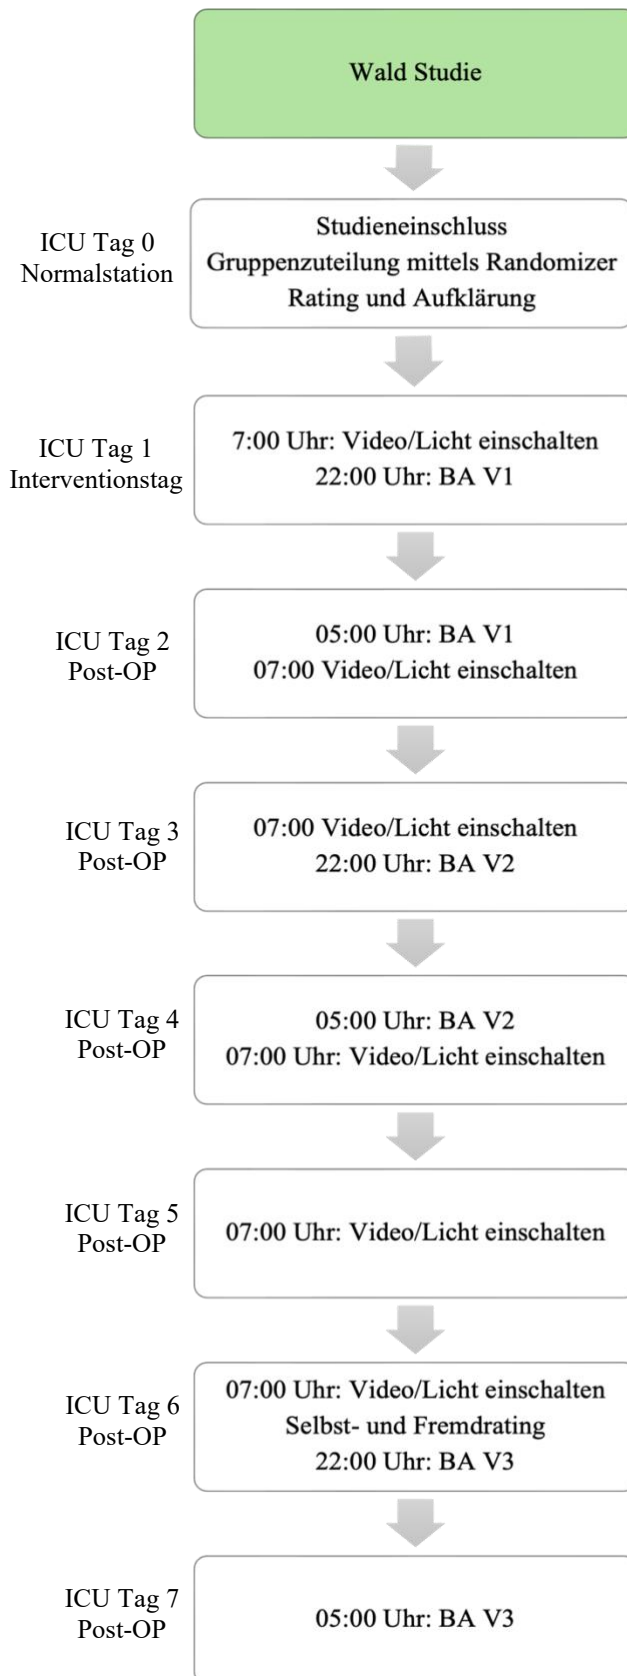 Wald Studie
ICU Tag 0
Normalstation
Studieneinschluss
Gruppenzuteilung mittels Randomizer
Rating und Aufklärung
ICU Tag 1
Interventionstag
7:00 Uhr: Video/Licht einschalten
22:00 Uhr: BA V1
ICU Tag 2
Post-OP
05:00 Uhr: BA V1
07:00 Video/Licht einschalten
ICU Tag 3
Post-OP
07:00 Video/Licht einschalten
22:00 Uhr: BA V2
ICU Tag 4
Post-OP
05:00 Uhr: BA V2
07:00 Uhr: Video/Licht einschalten
ICU Tag 5
Post-OP
07:00 Uhr: Video/Licht einschalten
ICU Tag 6
Post-OP
07:00 Uhr: Video/Licht einschalten
Selbst- und Fremdrating
22:00 Uhr: BA V3
ICU Tag 7
Post-OP
05:00 Uhr: BA V3